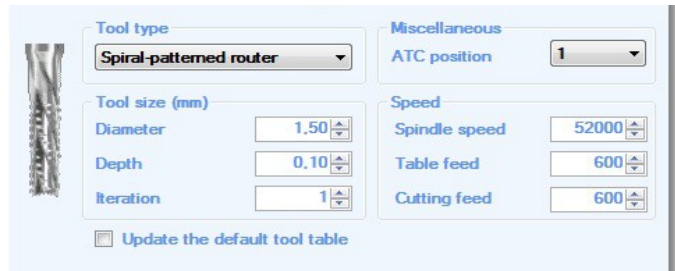 Tool type
Spiral-patterned router
Miscellaneous
ATC position 1
Tool size (mm)
Diameter 1,50
Depth 0,10
Iteration 1
Speed
Spindle speed 52000
Table feed 600
Cutting feed 600
Update the default tool table